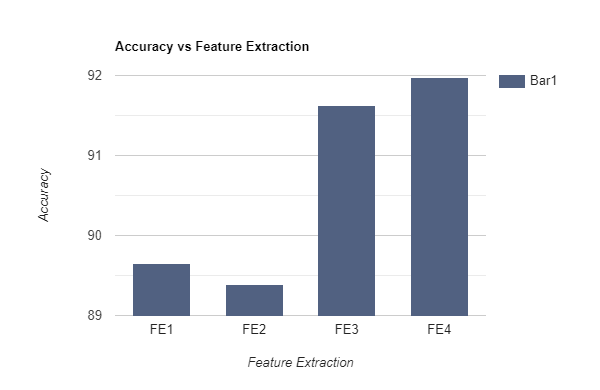 Accuracy vs Feature Extraction
92
91
90
89
Accuracy
FE1 FE2 FE3 FE4
Feature Extraction
Bar1